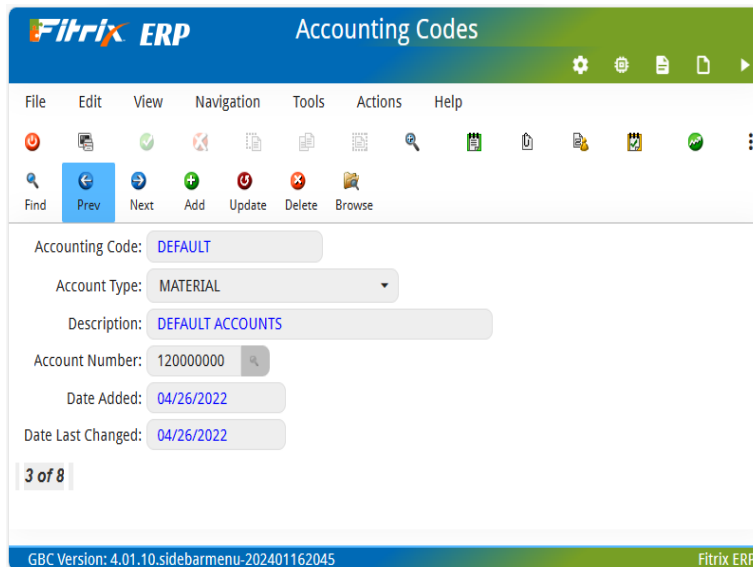 Fitrix ERP
Accounting Codes
File Edit View Navigation Tools Actions Help
Find Prev Next Add Update Delete Browse
Accounting Code: DEFAULT
Account Type: MATERIAL
Description: DEFAULT ACCOUNTS
Account Number: 120000000
Date Added: 04/26/2022
Date Last Changed: 04/26/2022
3 of 8
GBC Version: 4.01.10.sidebarmenu-202401162045 Fitrix ERP